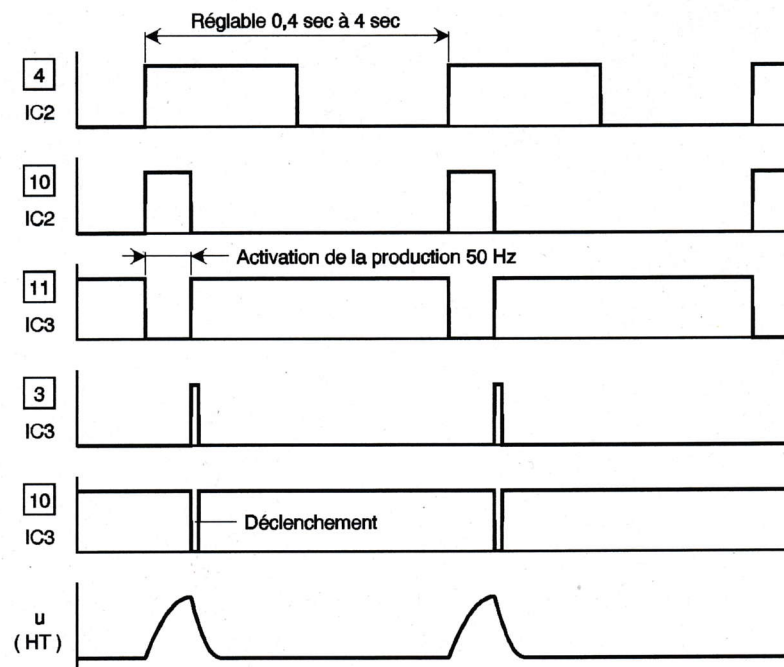 Réglable 0,4 sec à 4 sec
4
IC2
10
IC2
Activation de la production 50 Hz
11
IC3
3
IC3
10
IC3
Déclenchement
u
( HT )